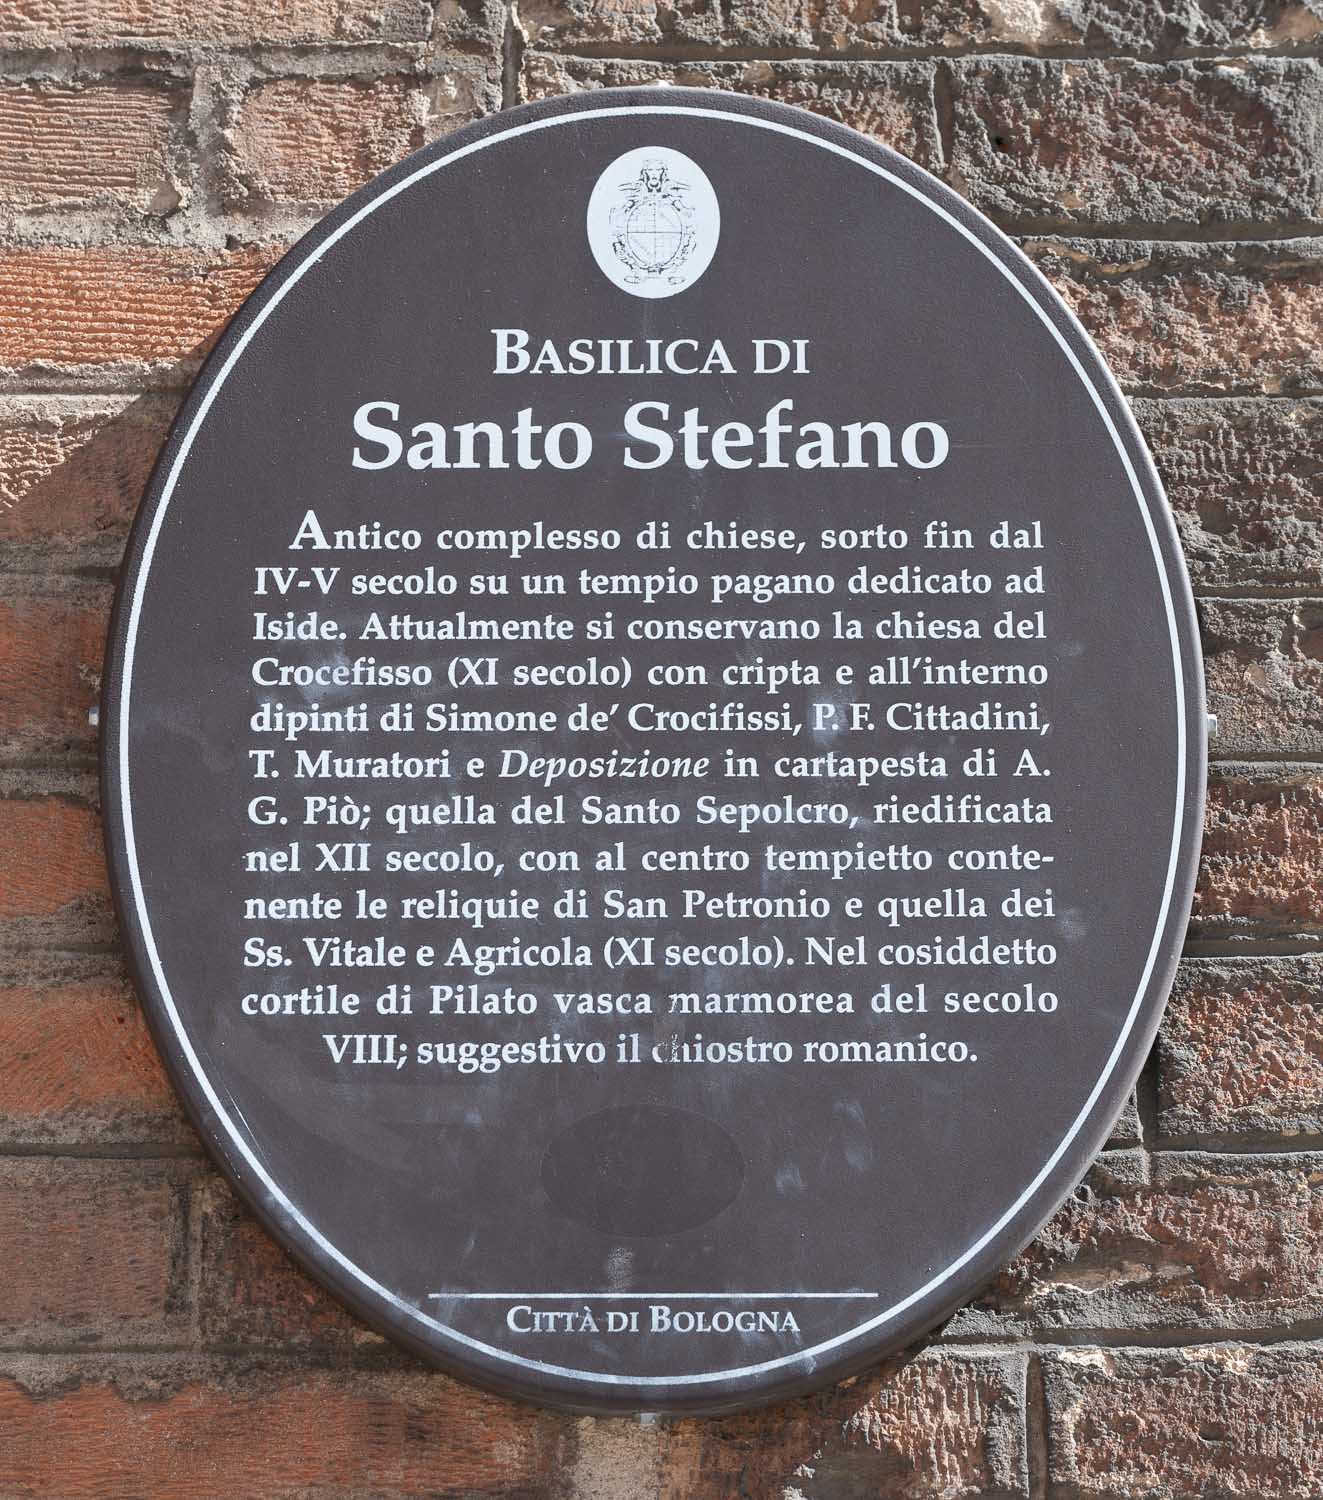 BASILICA DI
Santo Stefano
Antico complesso di chiese, sorto fin dal
IV-V secolo su un tempio pagano dedicato ad
Iside. Attualmente si conservano la chiesa del
Crocefisso (XI secolo) con cripta e all'interno
dipinti di Simone de' Crocifissi, P. F. Cittadini,
T. Muratori e Deposizione in cartapesta di A.
G. Piò; quella del Santo Sepolcro, riedificata
nel XII secolo, con al centro tempietto conte-
nente le reliquie di San Petronio e quella dei
Ss. Vitale e Agricola (XI secolo). Nel cosiddetto
cortile di Pilato vasca marmorea del secolo
VIII; suggestivo il chiostro romanico.
CITTÀ DI BOLOGNA